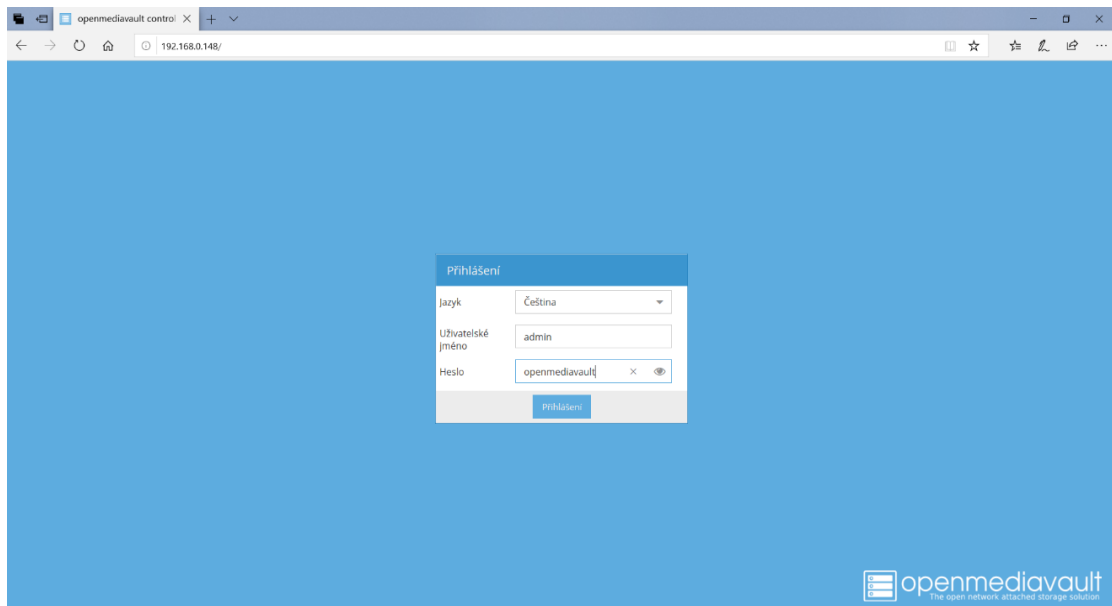 openmediavault control
192.168.0.148/
Přihlášení
Jazyk
Čeština
Uživatelské
jméno
admin
Heslo
openmediavault
Přihlášení
openmediavault
The open network attached storage solution